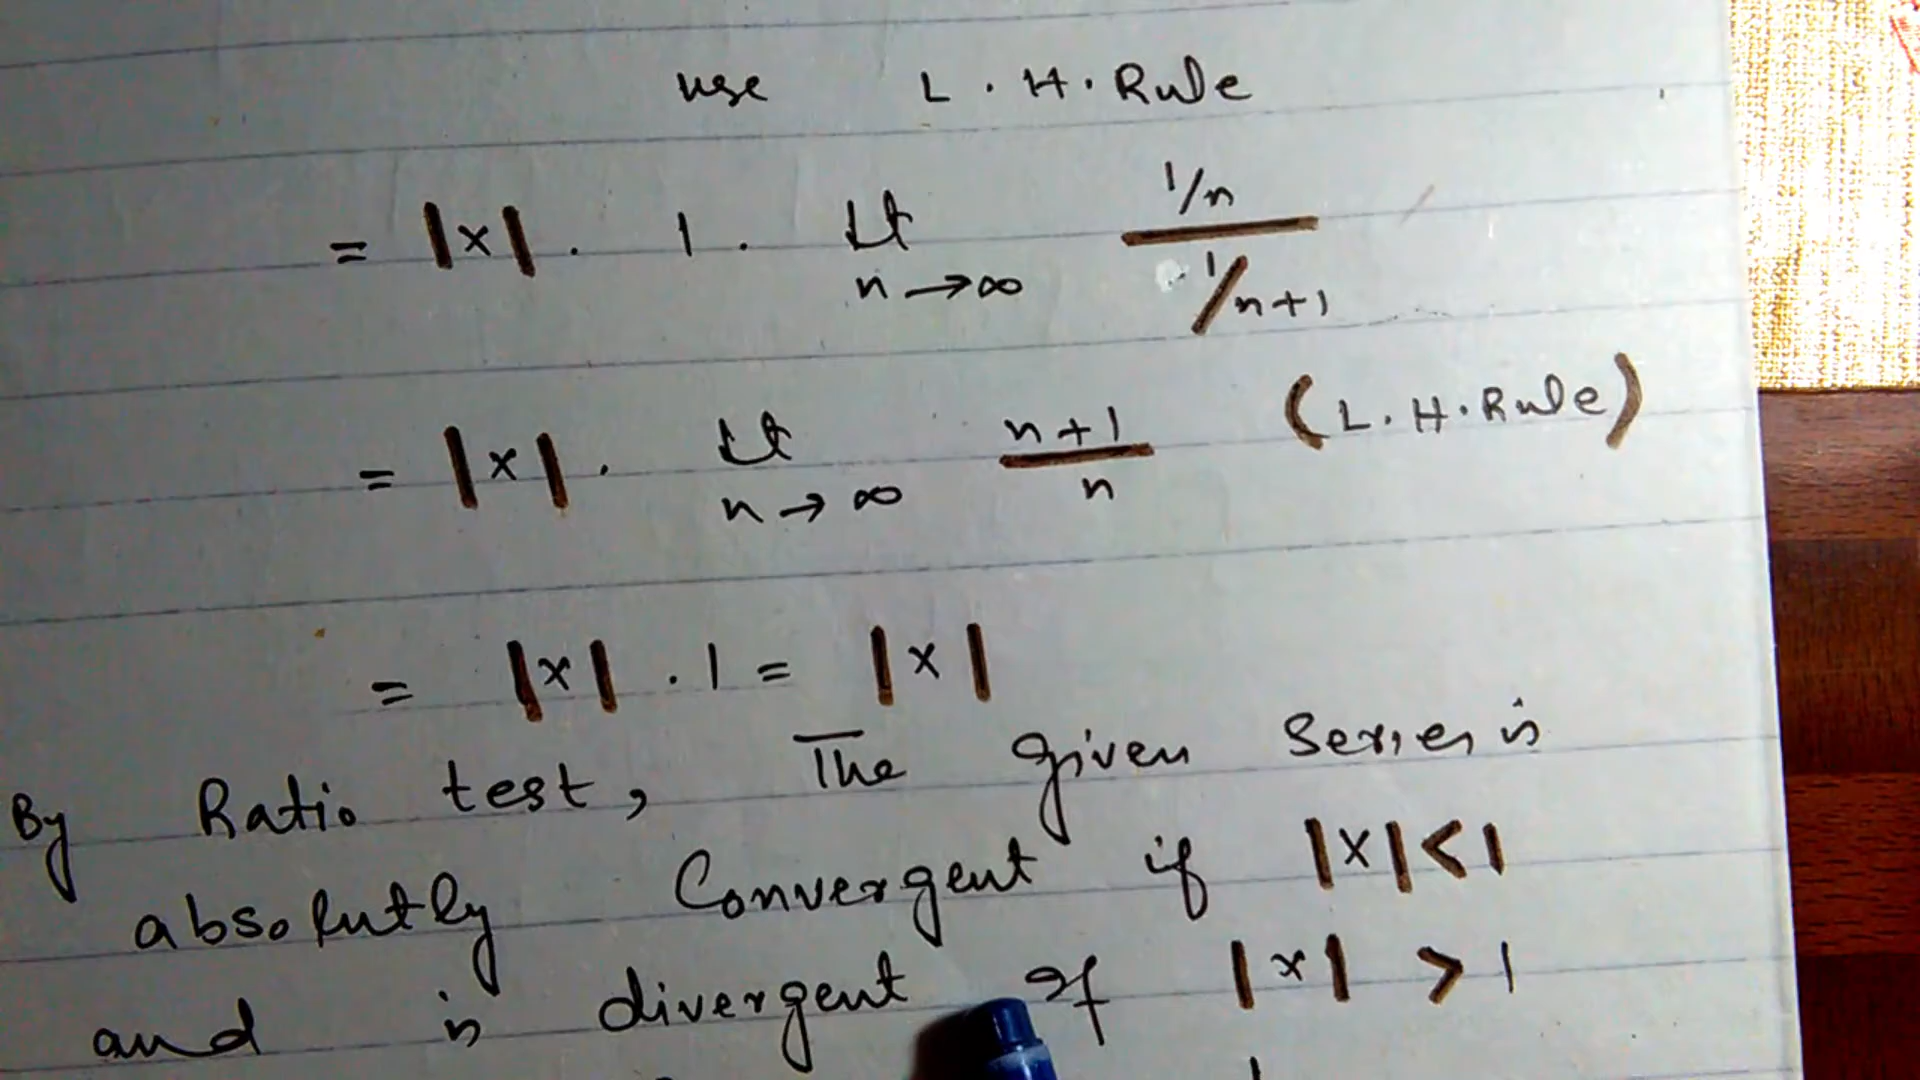 use L.H.Rule
= |x|. 1. Lt n→∞ 1/n / 1/n+1
= |x|. Lt n→∞ n+1/n (L.H.Rule)
= |x|.1 = |x|
By Ratio test, The given series is
absolutly Convergent if |x|<1
and is divergent if |x| > 1